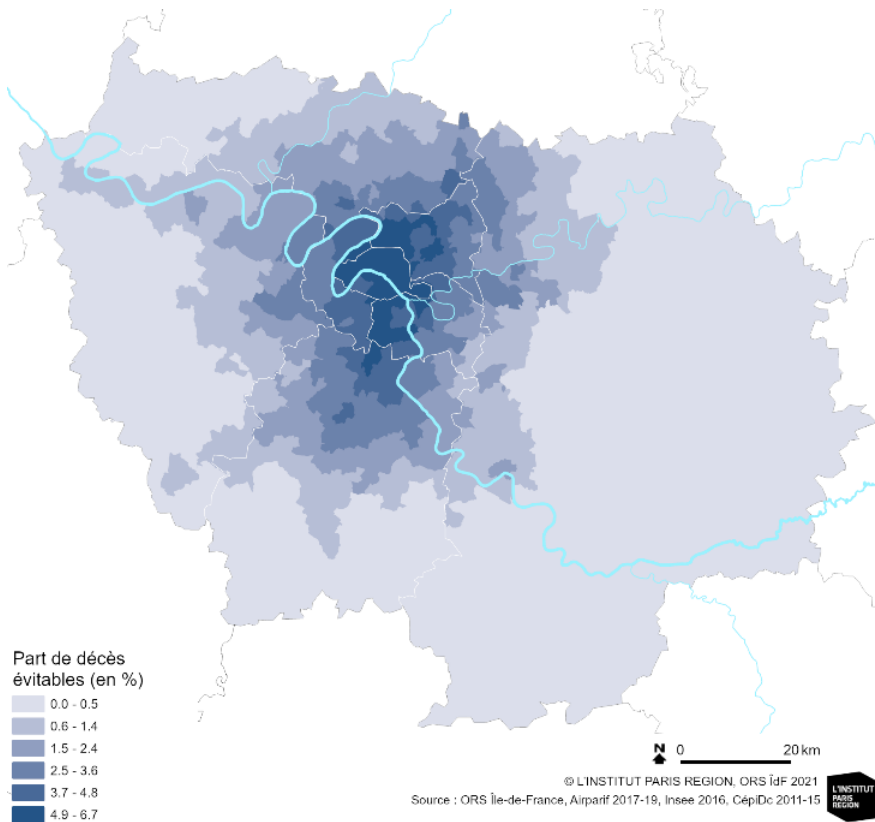 Part de décès
évitables (en %)
0.0 - 0.5
0.6 - 1.4
1.5 - 2.4
2.5 - 3.6
3.7 - 4.8
4.9 - 6.7
N 0 20 km
© L'INSTITUT PARIS REGION, ORS ÎdF 2021
Source : ORS Île-de-France, Airparif 2017-19, Insee 2016, CépiDc 2011-15
L'INSTITUT
PARIS
REGION